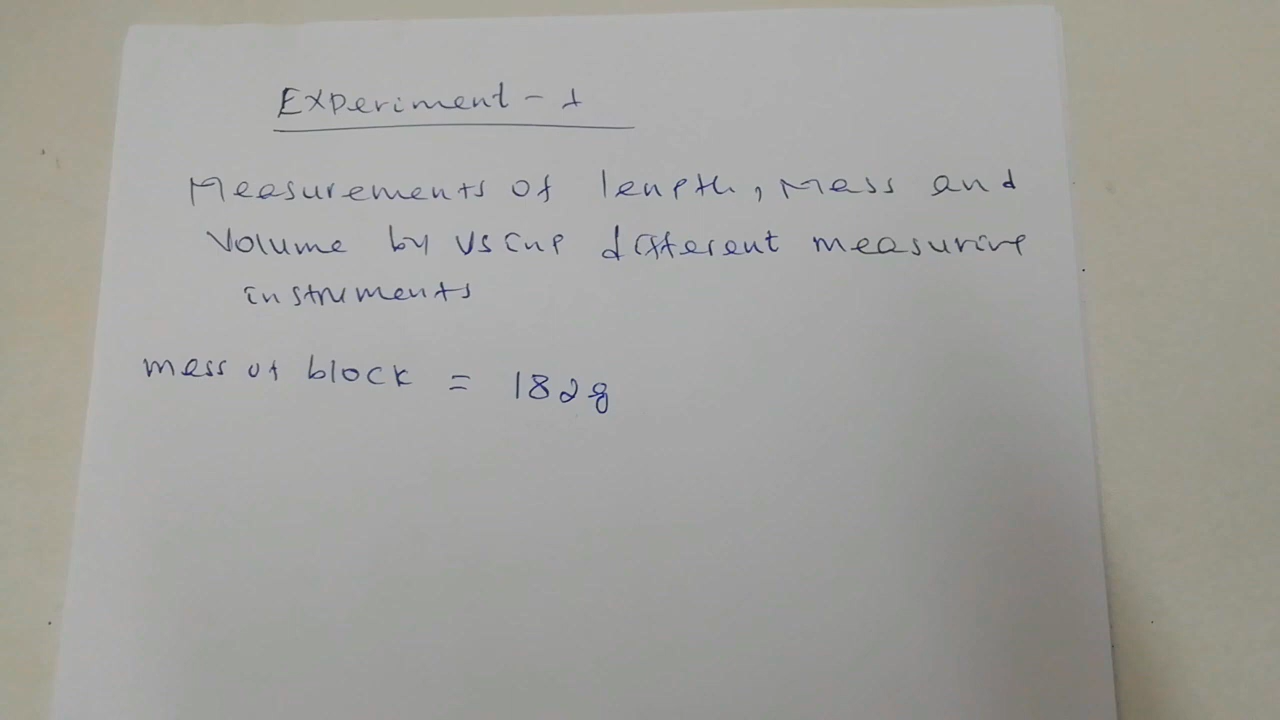 Experiment - 1
Measurements of length, Mass and
Volume by using different measuring
instruments
mass of block = 182g